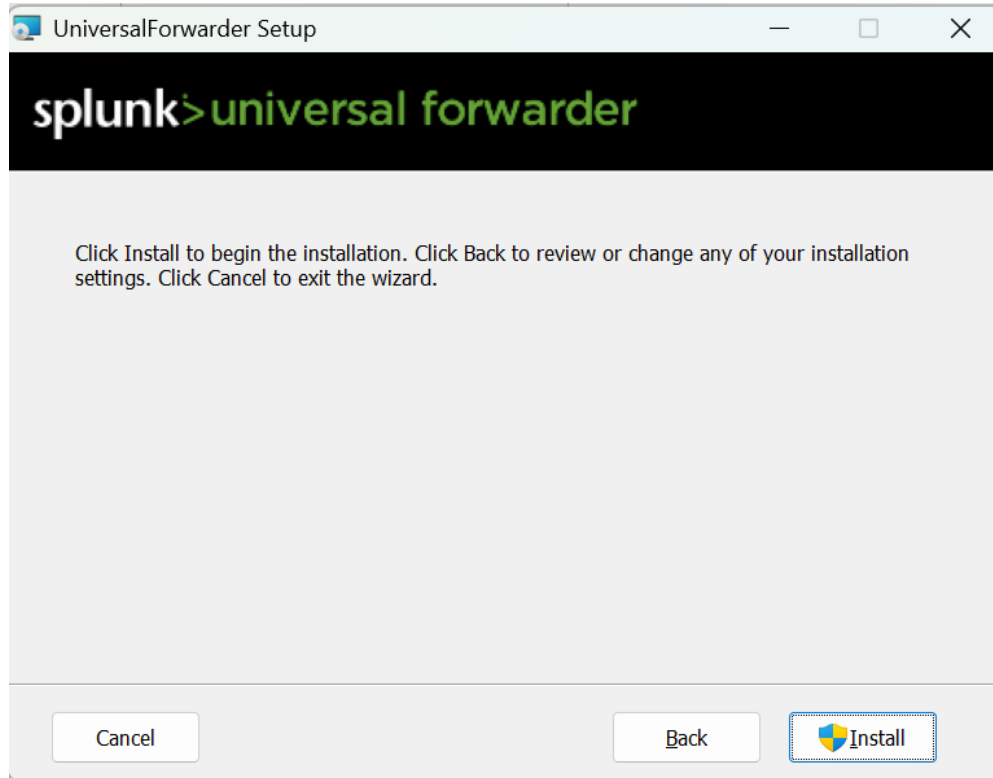 UniversalForwarder Setup
splunk>universal forwarder
Click Install to begin the installation. Click Back to review or change any of your installation
settings. Click Cancel to exit the wizard.
Cancel
Back
Install